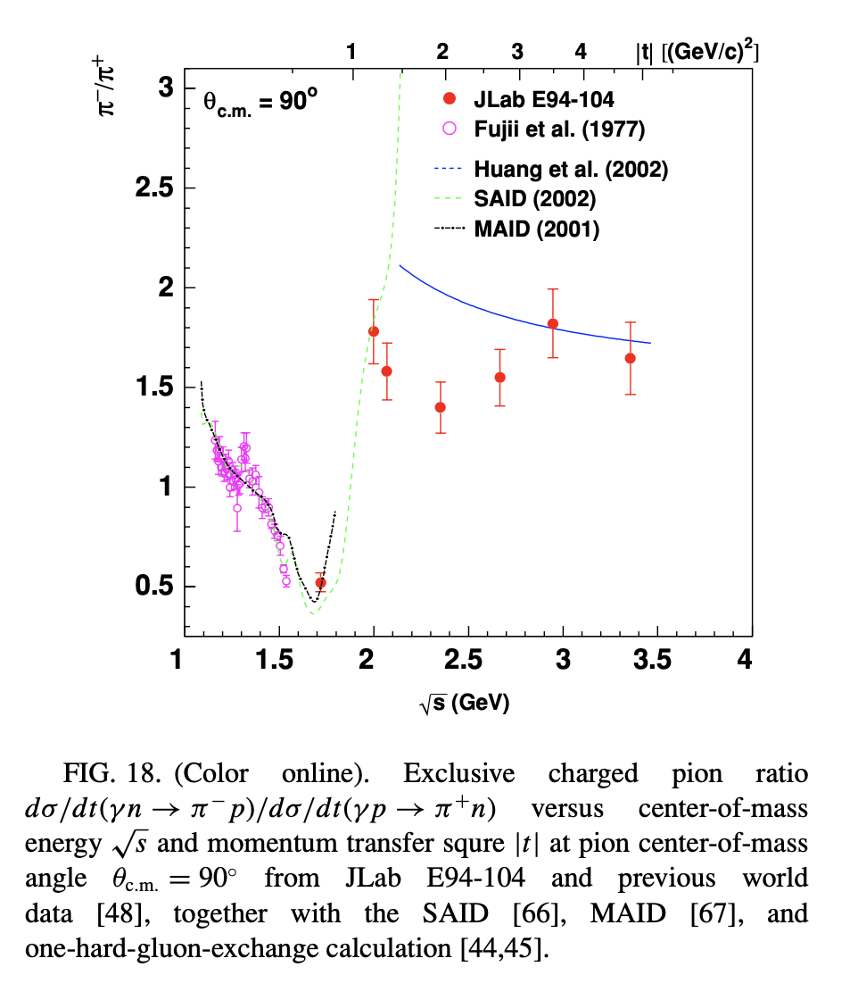 1 2 3 4 |t| [(GeV/c)²]
π⁻/π⁺
3
2.5
2
1.5
1
0.5
θc.m. = 90º
JLab E94-104
Fujii et al. (1977)
Huang et al. (2002)
SAID (2002)
MAID (2001)
1 1.5 2 2.5 3 3.5 4
√s (GeV)
FIG. 18. (Color online). Exclusive charged pion ratio
dσ/dt(γn → π⁻p)/dσ/dt(γp → π⁺n) versus center-of-mass
energy √s and momentum transfer squre |t| at pion center-of-mass
angle θc.m. = 90° from JLab E94-104 and previous world
data [48], together with the SAID [66], MAID [67], and
one-hard-gluon-exchange calculation [44,45].